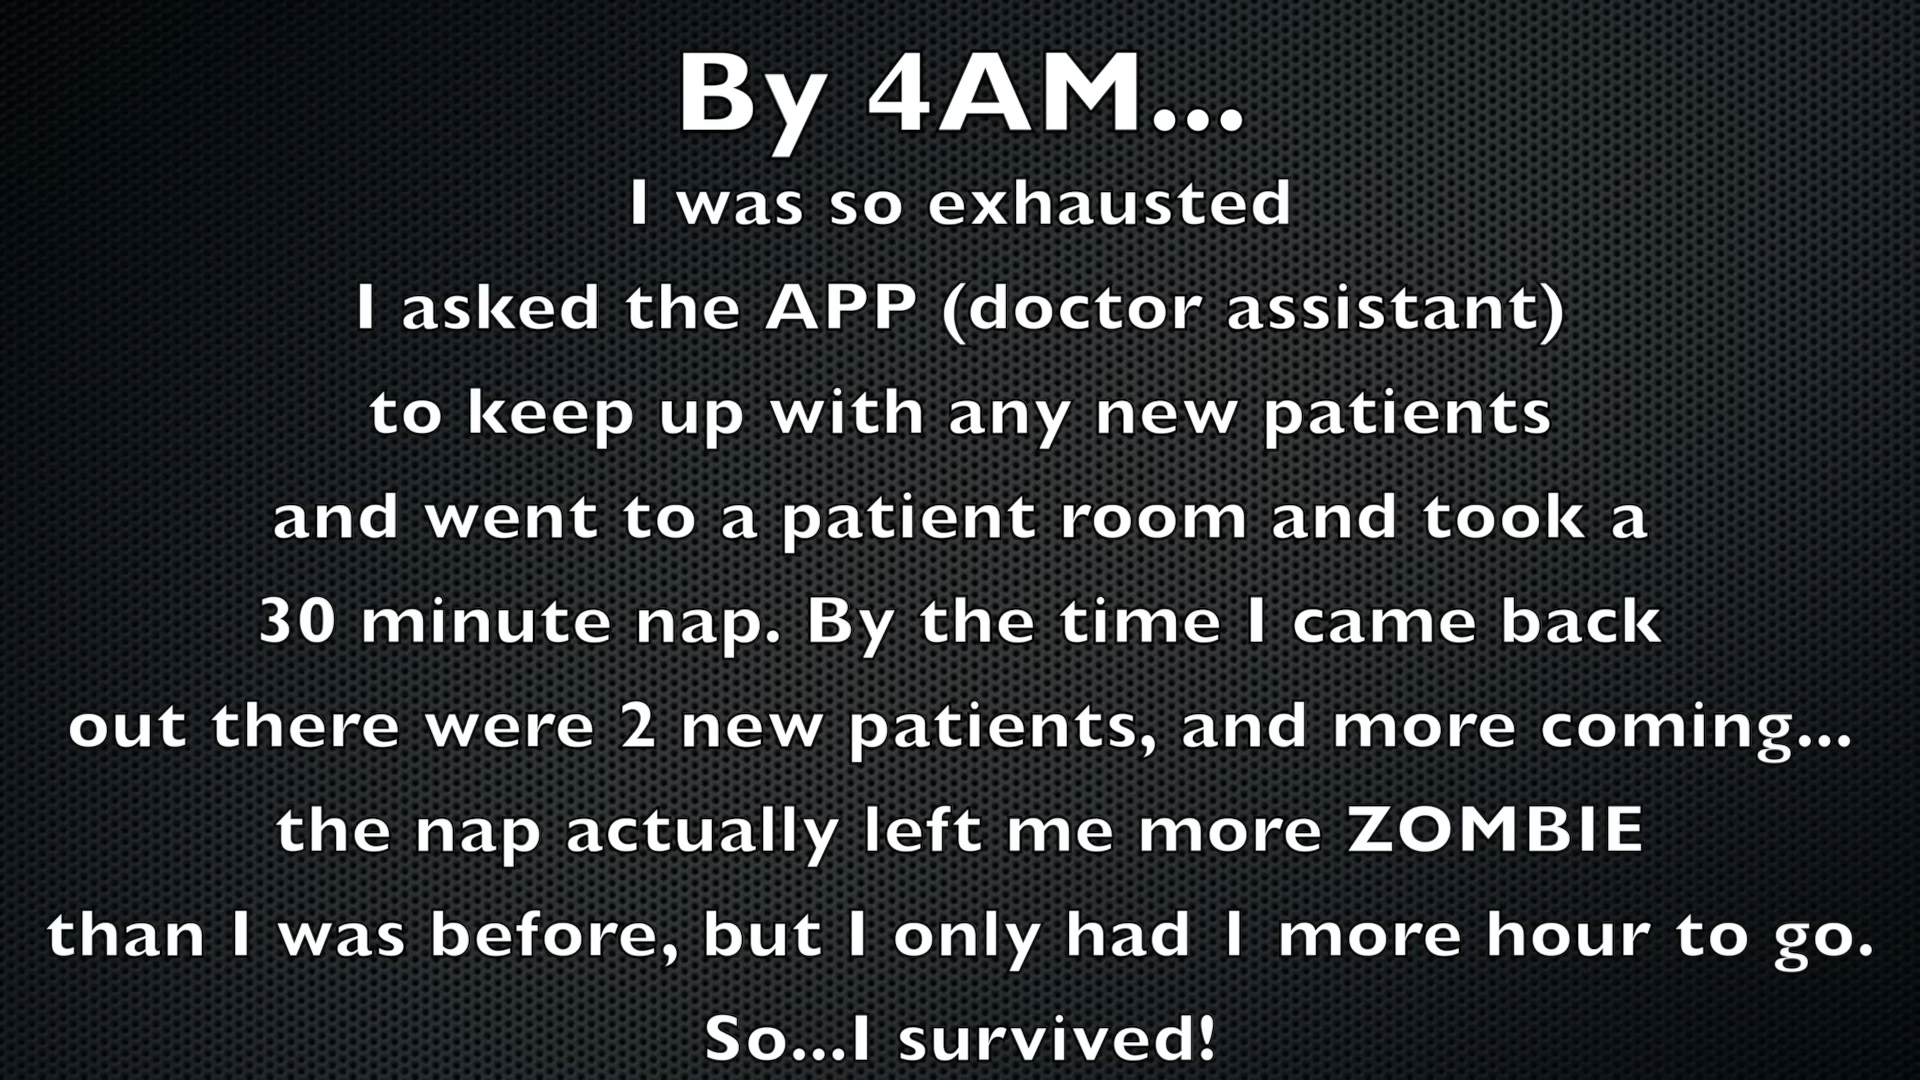 By 4AM...
I was so exhausted
I asked the APP (doctor assistant)
to keep up with any new patients
and went to a patient room and took a
30 minute nap. By the time I came back
out there were 2 new patients, and more coming...
the nap actually left me more ZOMBIE
than I was before, but I only had 1 more hour to go.
So...I survived!